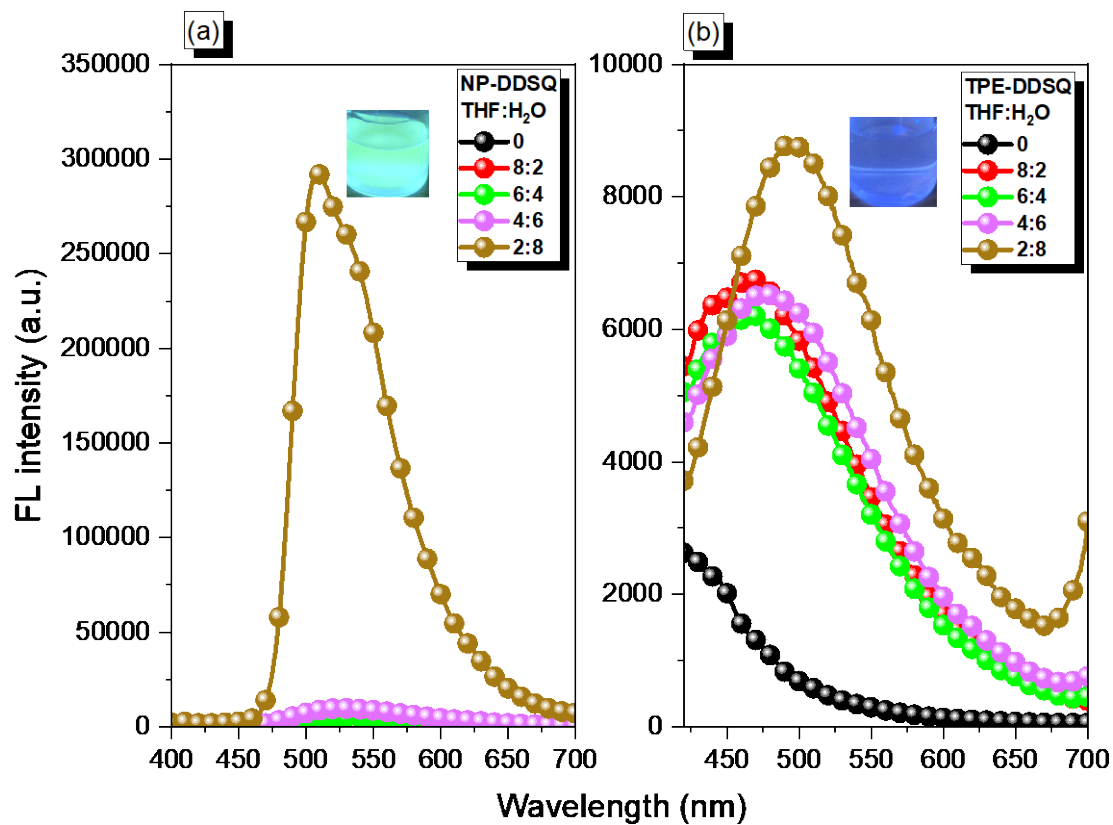 (a)
(b)
FL intensity (a.u.)
350000
300000
250000
200000
150000
100000
50000
0
400 450 500 550 600 650 700
NP-DDSQ
THF:H₂O
0
8:2
6:4
4:6
2:8
10000
8000
6000
4000
2000
0
450 500 550 600 650 700
TPE-DDSQ
THF:H₂O
0
8:2
6:4
4:6
2:8
Wavelength (nm)